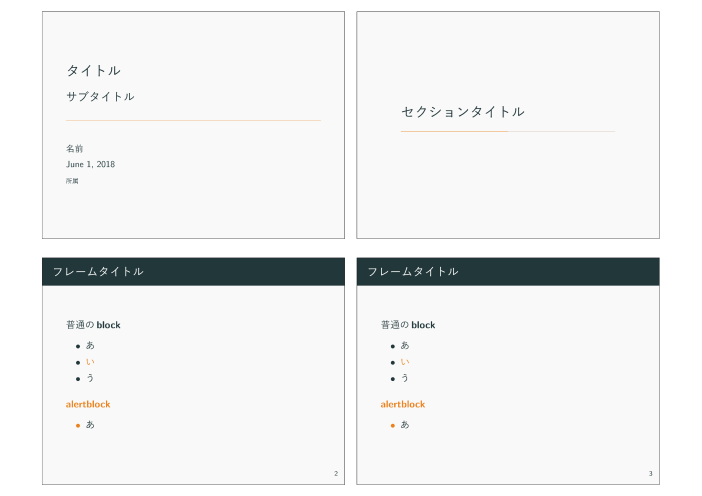 タイトル
サブタイトル
名前
June 1, 2018
所属
セクションタイトル
フレームタイトル
普通の block
• あ
• い
• う
alertblock
• あ
2
フレームタイトル
普通の block
• あ
• い
• う
alertblock
• あ
3